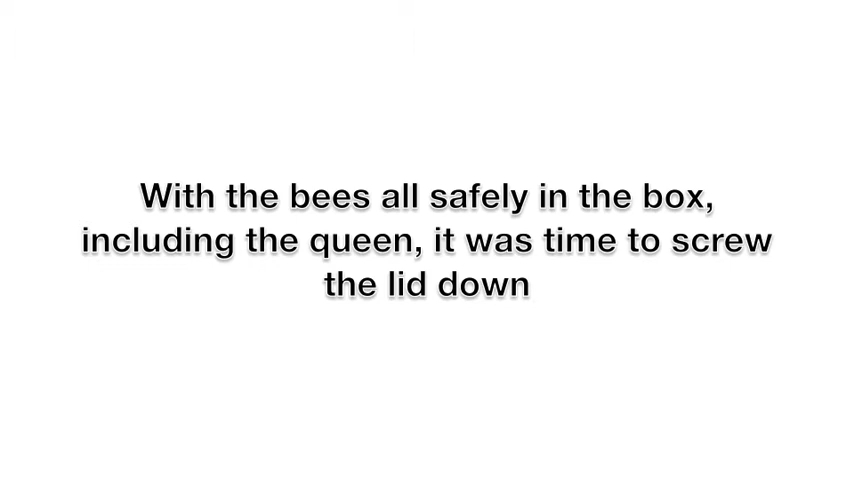 With the bees all safely in the box,
including the queen, it was time to screw
the lid down